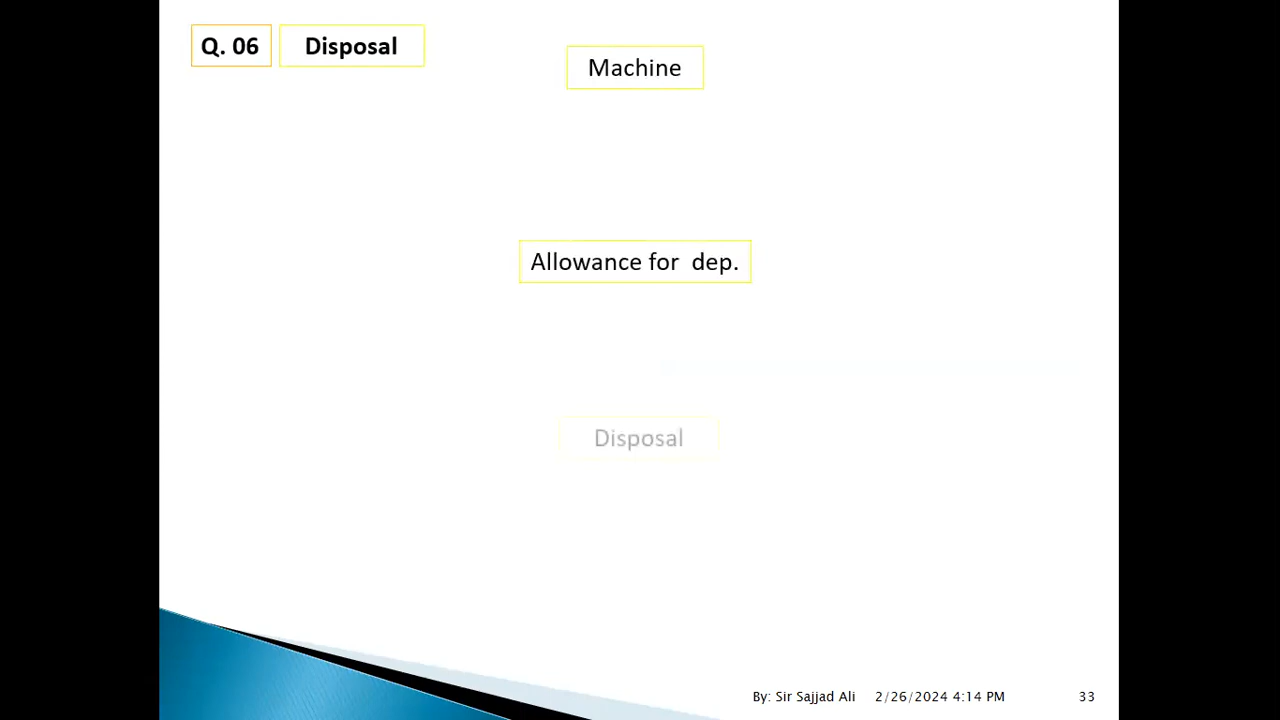 Q. 06 Disposal
Machine
Allowance for dep.
Disposal
By: Sir Sajjad Ali 2/26/2024 4:14 PM 33